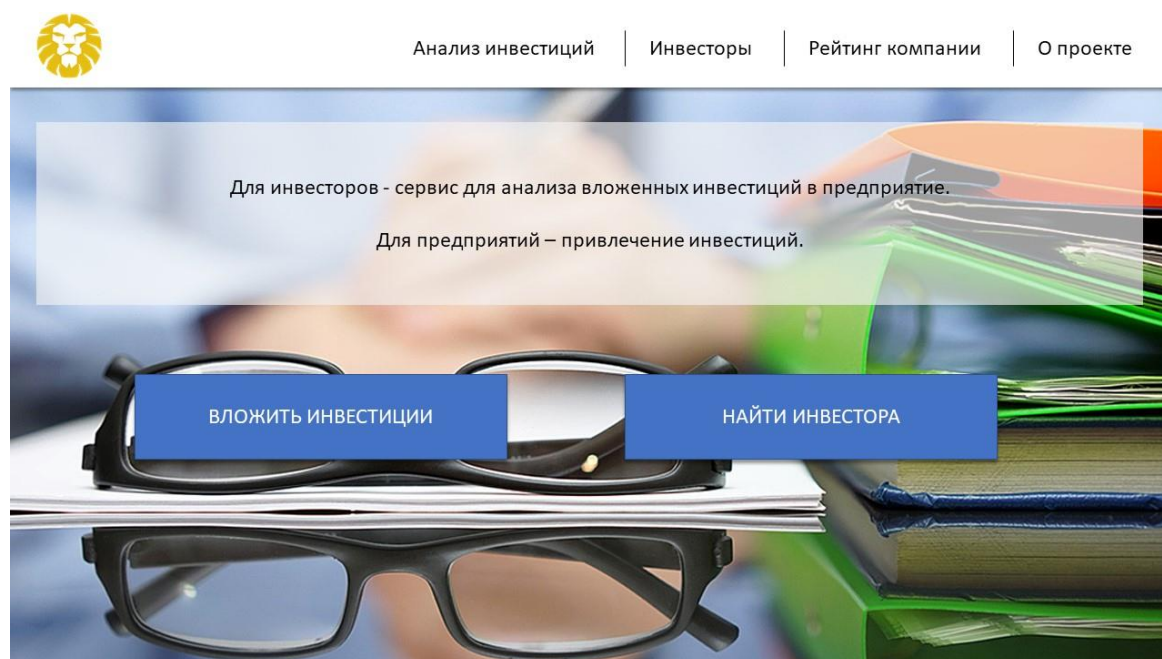 Анализ инвестиций
Инвесторы
Рейтинг компании
О проекте
Для инвесторов - сервис для анализа вложенных инвестиций в предприятие.
Для предприятий – привлечение инвестиций.
ВЛОЖИТЬ ИНВЕСТИЦИИ
НАЙТИ ИНВЕСТОРА